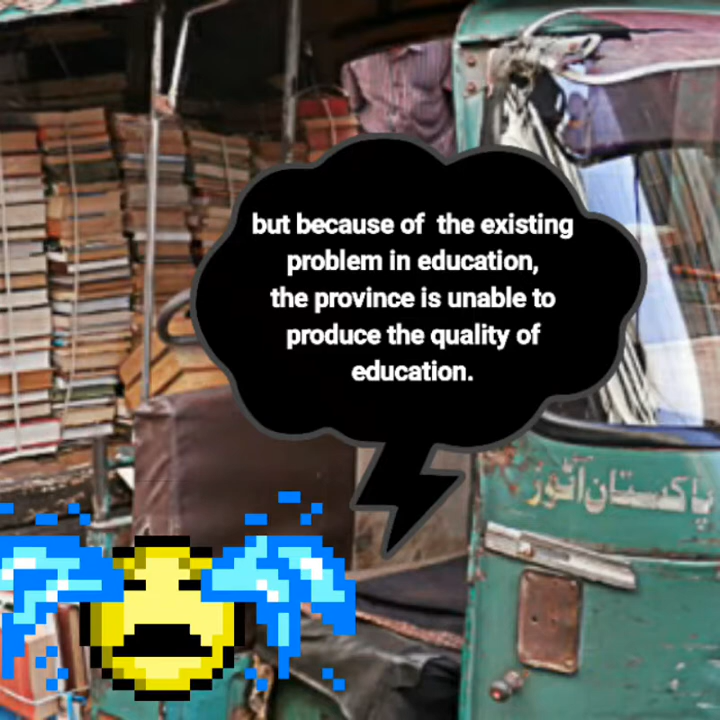 but because of  the existing
problem in education,
the province is unable to
produce the quality of
education.
پاکستان آٹوز